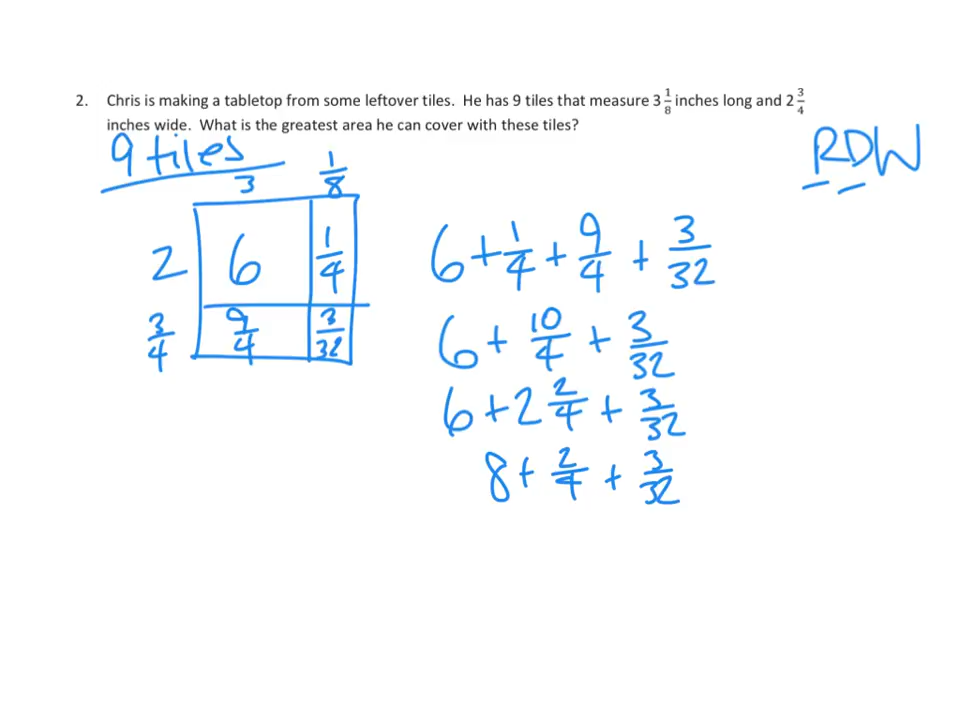 2. Chris is making a tabletop from some leftover tiles. He has 9 tiles that measure 3 1/8 inches long and 2 3/4
inches wide. What is the greatest area he can cover with these tiles?
9 tiles
RDW
3 1/8
2 6 1/4
3/4 9/4 3/32
6 + 1/4 + 9/4 + 3/32
6 + 10/4 + 3/32
6 + 2 2/4 + 3/32
8 + 2/4 + 3/32